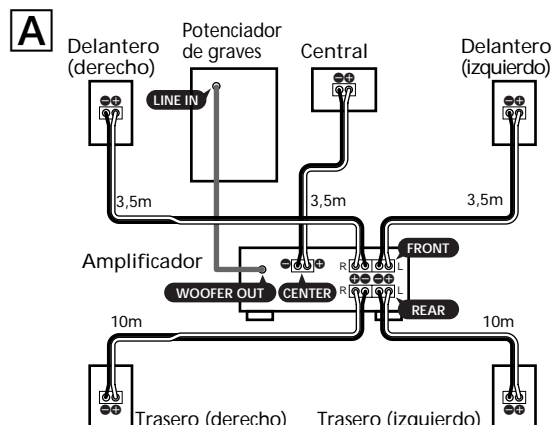 A
Delantero
(derecho)
Potenciador
de graves
Central
Delantero
(izquierdo)
LINE IN
3,5m
3,5m
3,5m
Amplificador
FRONT
R
L
WOOFER OUT
CENTER
R
L
REAR
10m
10m
Trasero (derecho)
Trasero (izquierdo)